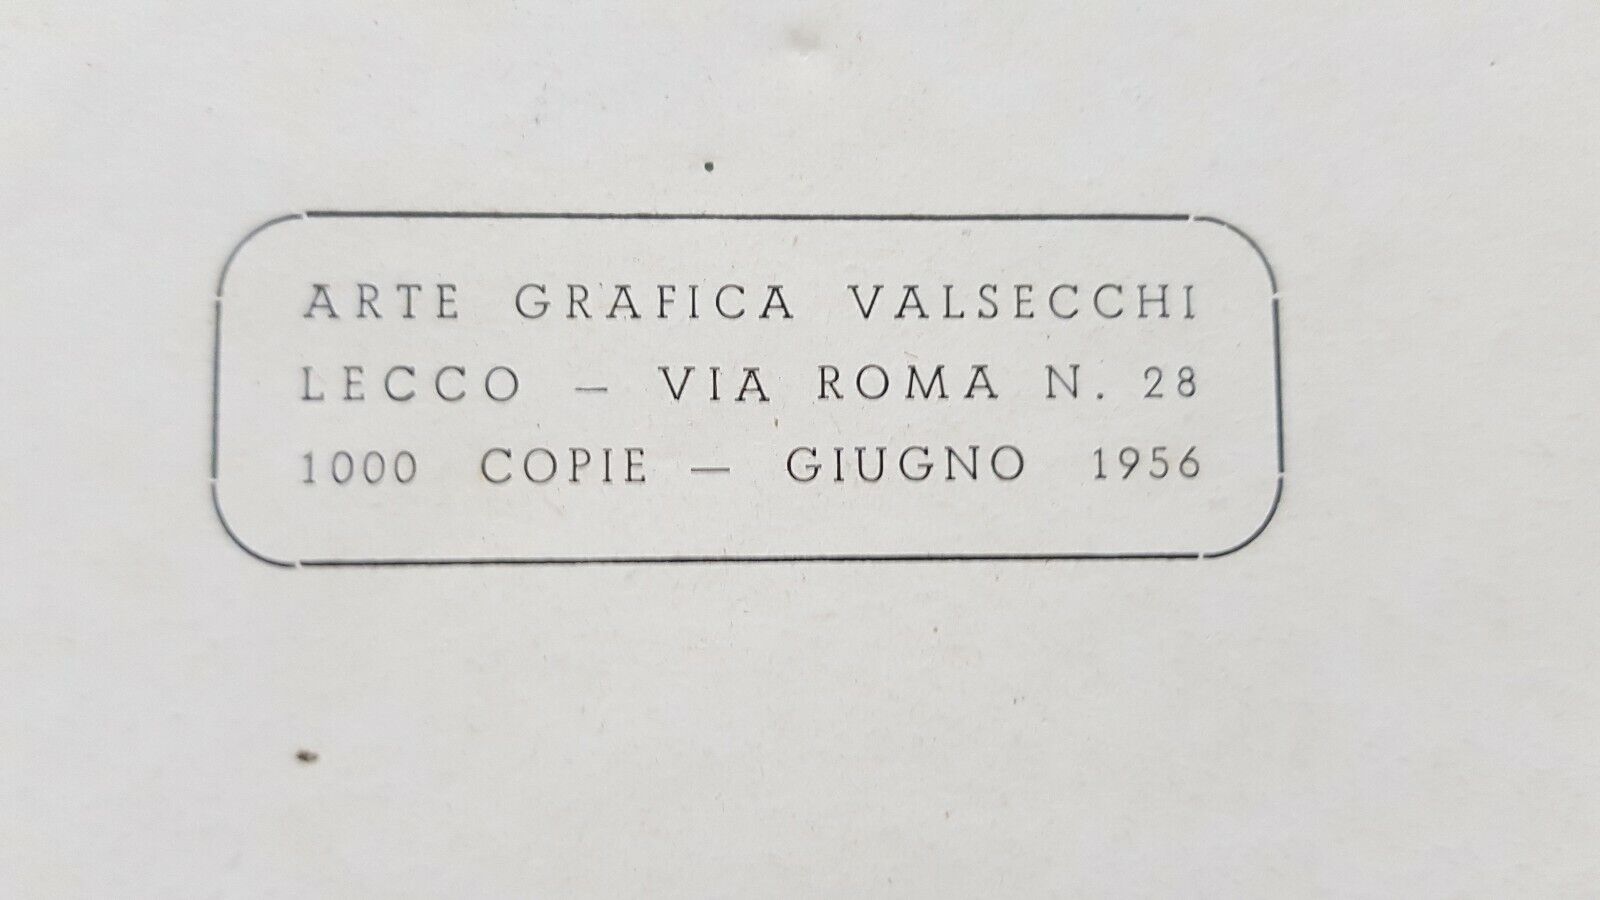 ARTE GRAFICA VALSECCHI
LECCO — VIA ROMA N. 28
1000 COPIE — GIUGNO 1956